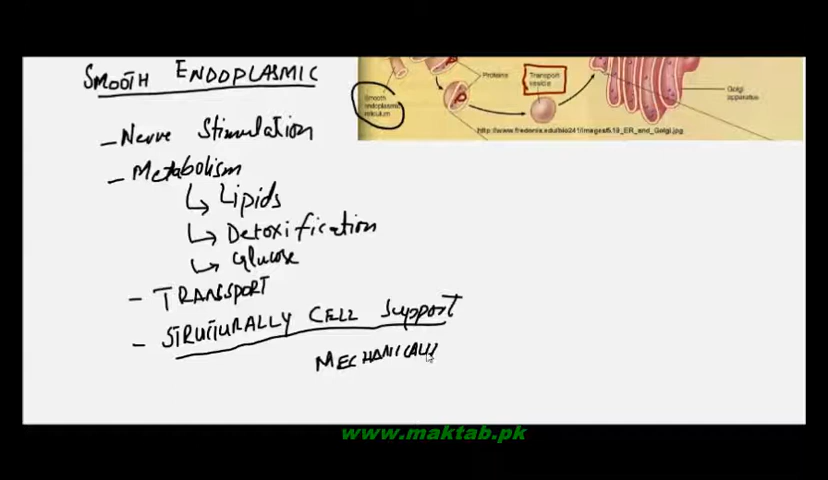 SMOOTH ENDOPLASMIC
- Nerve Stimulation
- Metabolism
↳ Lipids
↳ Detoxification
↳ Glucose
- TRANSPORT
- STRUTURALLY CELL Support
MECHANICALLY
Proteins
Transport
vesicle
Smooth
endoplasmic
reticulum
Golgi
apparatus
www.maktab.pk